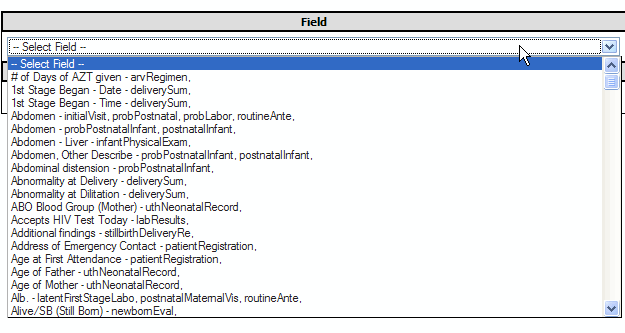 Field
-- Select Field --
-- Select Field --
# of Days of AZT given - arvRegimen,
1st Stage Began - Date - deliverySum,
1st Stage Began - Time - deliverySum,
Abdomen - initialVisit, probPostnatal, probLabor, routineAnte,
Abdomen - probPostnatalInfant, postnatalInfant,
Abdomen - Liver - infantPhysicalExam,
Abdomen, Other Describe - probPostnatalInfant, postnatalInfant,
Abdominal distension - probPostnatalInfant,
Abnormality at Delivery - deliverySum,
Abnormality at Dilitation - deliverySum,
ABO Blood Group (Mother) - uthNeonatalRecord,
Accepts HIV Test Today - labResults,
Additional findings - stillbirthDeliveryRe,
Address of Emergency Contact - patientRegistration,
Age at First Attendance - patientRegistration,
Age of Father - uthNeonatalRecord,
Age of Mother - uthNeonatalRecord,
Alb. - latentFirstStageLabo, postnatalMaternalVis, routineAnte,
Alive/SB (Still Born) - newbornEval,